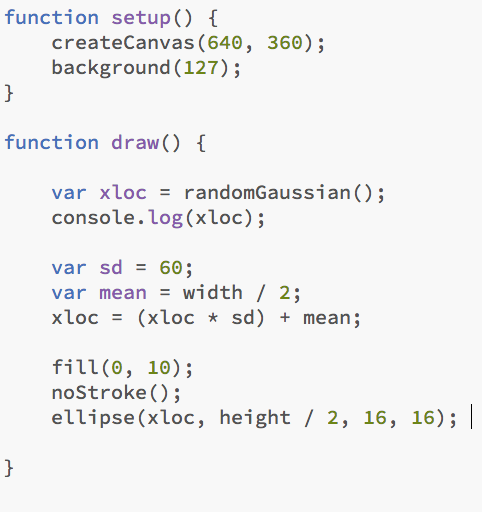 function setup() {
    createCanvas(640, 360);
    background(127);
}

function draw() {

    var xloc = randomGaussian();
    console.log(xloc);

    var sd = 60;
    var mean = width / 2;
    xloc = (xloc * sd) + mean;

    fill(0, 10);
    noStroke();
    ellipse(xloc, height / 2, 16, 16);

}